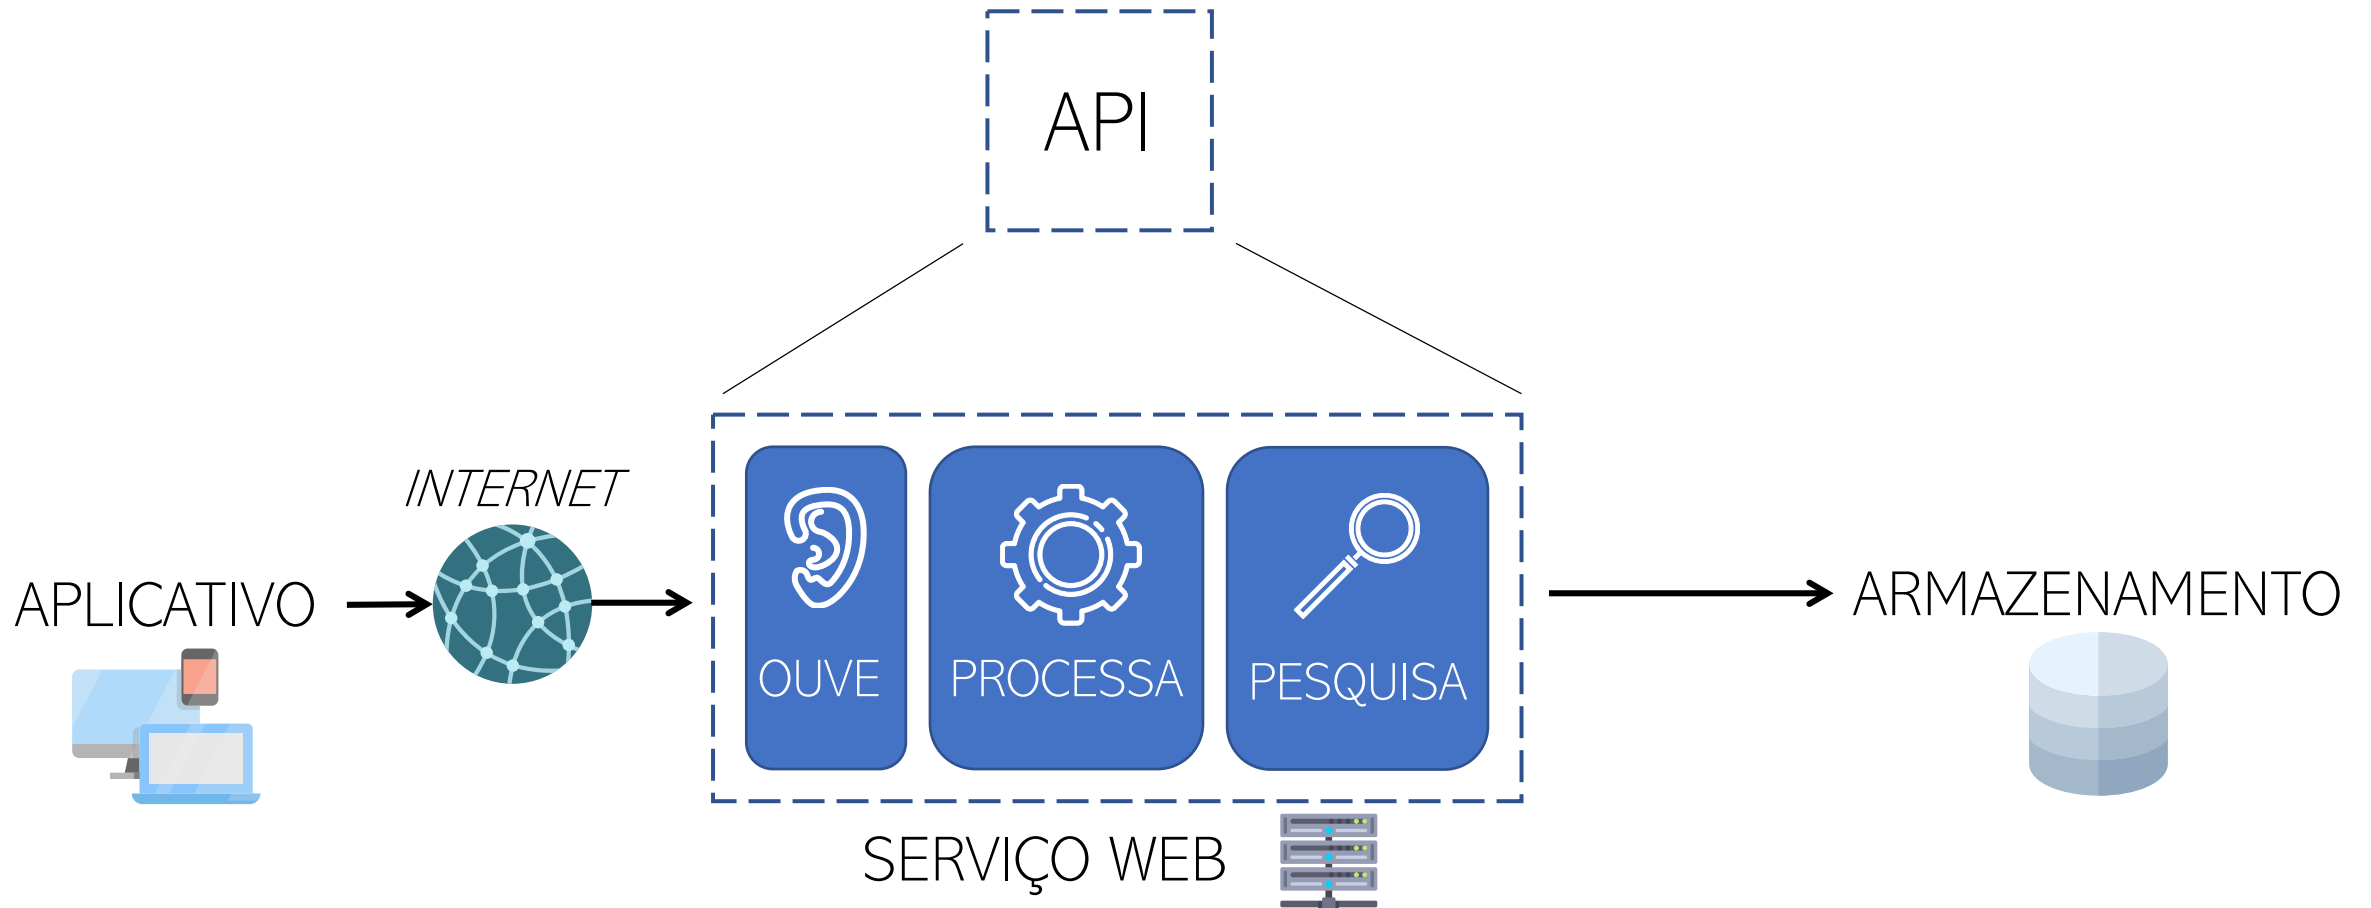 API
INTERNET
APLICATIVO
OUVE
PROCESSA
PESQUISA
ARMAZENAMENTO
SERVIÇO WEB